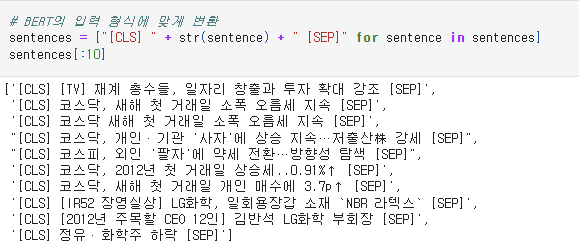 # BERT의 입력 형식에 맞게 변환
sentences = ["[CLS] " + str(sentence) + " [SEP]" for sentence in sentences]
sentences[:10]
['[CLS] [TV] 재계 총수들, 일자리 창출과 투자 확대 강조 [SEP]',
'[CLS] 코스닥, 새해 첫 거래일 소폭 오름세 지속 [SEP]',
'[CLS] 코스닥 새해 첫 거래일 소폭 오름세 지속 [SEP]',
"[CLS] 코스닥, 개인·기관 '사자'에 상승 지속…저출산株 강세 [SEP]",
"[CLS] 코스피, 외인 '팔자'에 약세 전환…방향성 탐색 [SEP]",
'[CLS] 코스닥, 2012년 첫 거래일 상승세..0.91%↑ [SEP]',
'[CLS] 코스닥, 새해 첫 거래일 개인 매수에 3.7p↑ [SEP]',
'[CLS] [IR52 장영실상] LG화학, 일회용장갑 소재 `NBR 라텍스` [SEP]',
'[CLS] [2012년 주목할 CEO 12인] 김반석 LG화학 부회장 [SEP]',
'[CLS] 정유·화학주 하락 [SEP]']